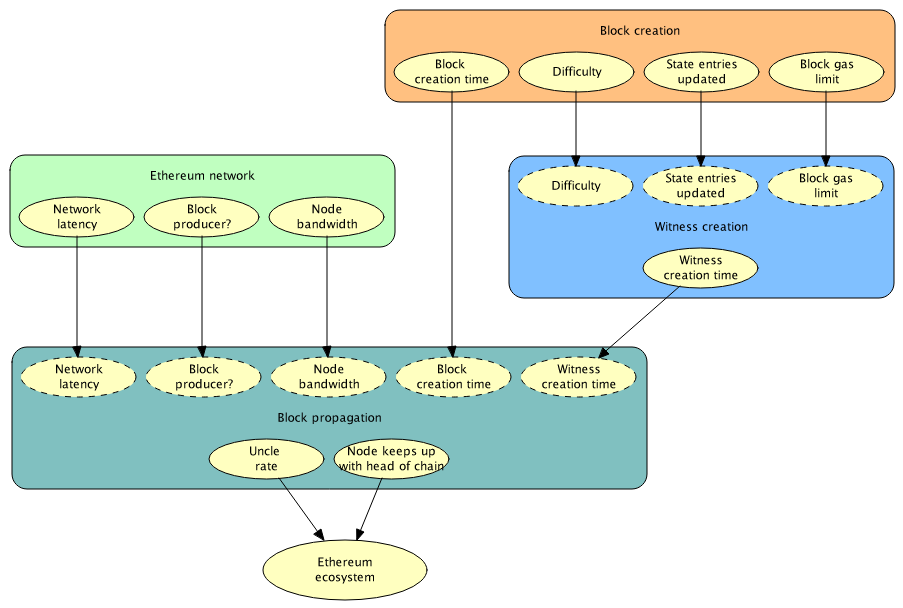 Block creation
Block
creation time
Difficulty
State entries
updated
Block gas
limit
Ethereum network
Network
latency
Block
producer?
Node
bandwidth
Difficulty
State entries
updated
Block gas
limit
Witness creation
Witness
creation time
Network
latency
Block
producer?
Node
bandwidth
Block
creation time
Witness
creation time
Block propagation
Uncle
rate
Node keeps up
with head of chain
Ethereum
ecosystem